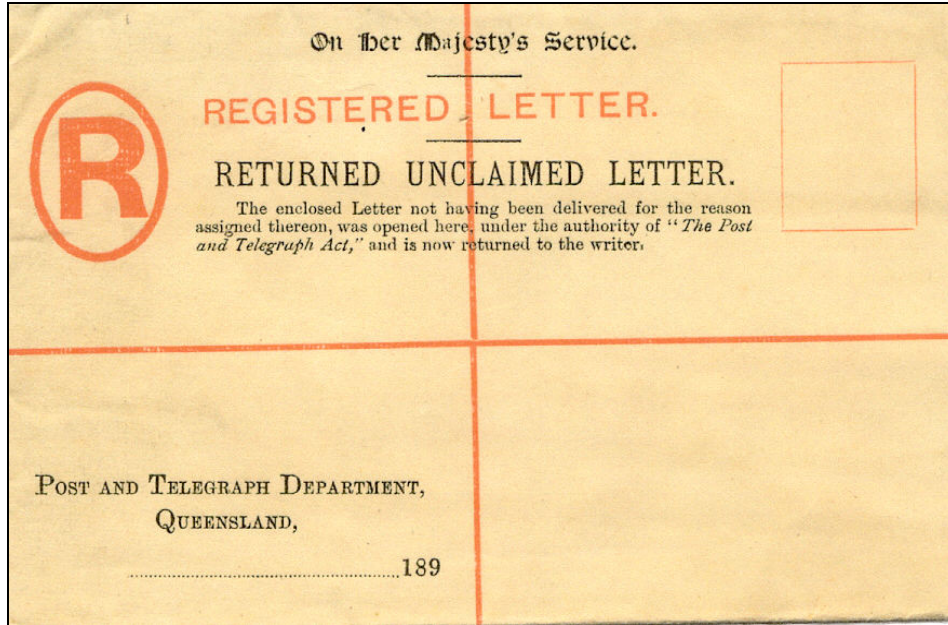 On Her Majesty's Service.
REGISTERED LETTER.
R
RETURNED UNCLAIMED LETTER.
The enclosed Letter not having been delivered for the reason
assigned thereon, was opened here, under the authority of "The Post
and Telegraph Act," and is now returned to the writer.
POST AND TELEGRAPH DEPARTMENT,
QUEENSLAND,
........................................189